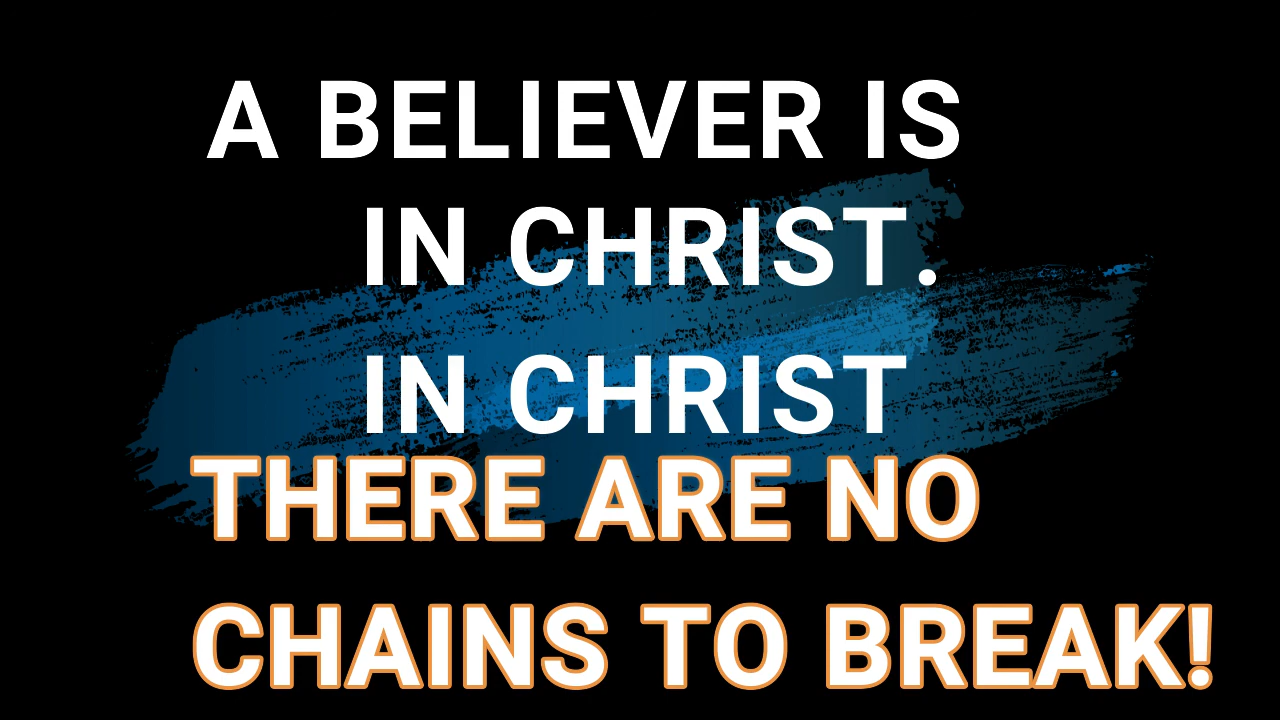 A BELIEVER IS
IN CHRIST.
IN CHRIST
THERE ARE NO
CHAINS TO BREAK!